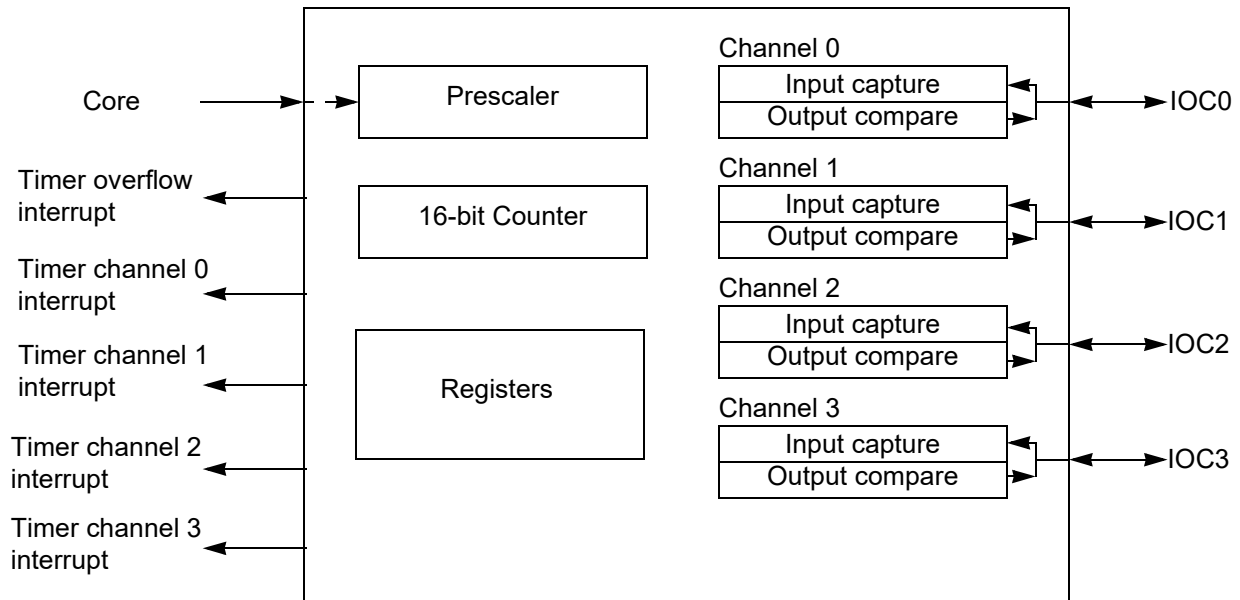 Core
Timer overflow
interrupt
Timer channel 0
interrupt
Timer channel 1
interrupt
Timer channel 2
interrupt
Timer channel 3
interrupt
Prescaler
16-bit Counter
Registers
Channel 0
Input capture
Output compare
IOC0
Channel 1
Input capture
Output compare
IOC1
Channel 2
Input capture
Output compare
IOC2
Channel 3
Input capture
Output compare
IOC3